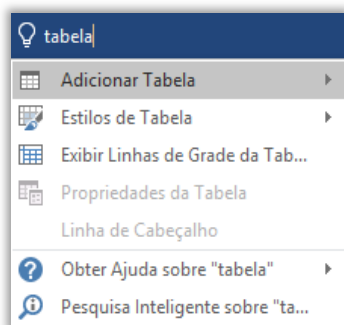 tabela
Adicionar Tabela
Estilos de Tabela
Exibir Linhas de Grade da Tab...
Propriedades da Tabela
Linha de Cabeçalho
Obter Ajuda sobre "tabela"
Pesquisa Inteligente sobre "ta...